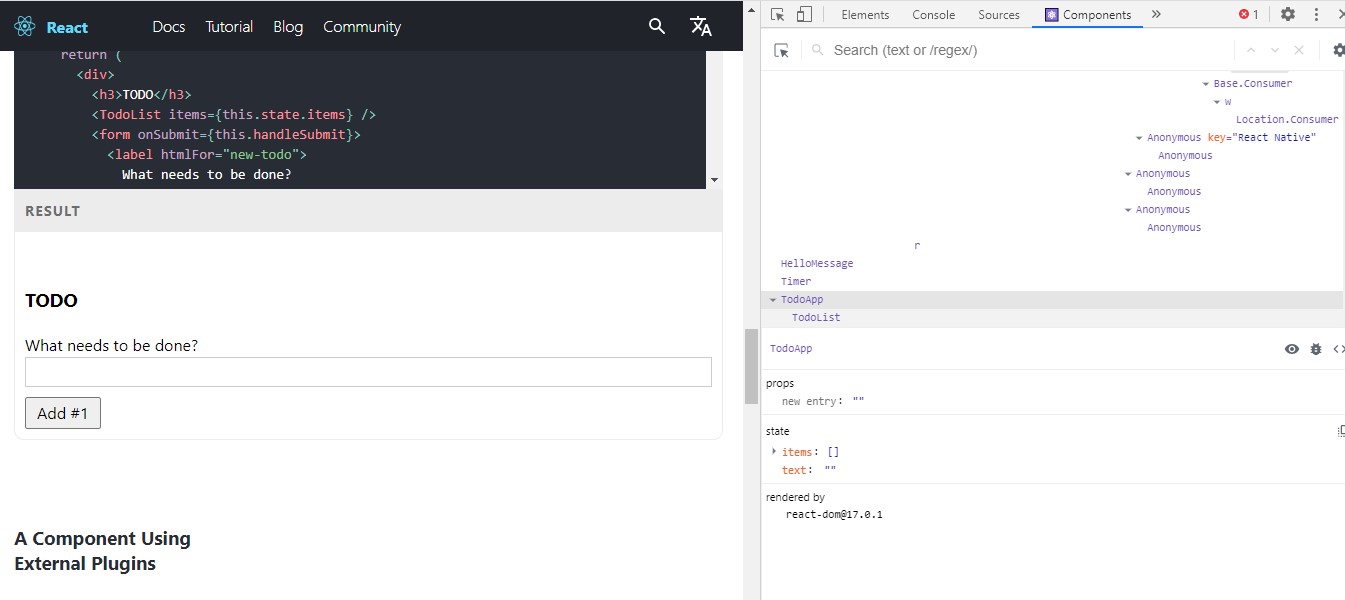 React Docs Tutorial Blog Community
return (
<div>
<h3>TODO</h3>
<TodoList items={this.state.items} />
<form onSubmit={this.handleSubmit}>
<label htmlFor="new-todo">
What needs to be done?
RESULT
TODO
What needs to be done?
Add #1
A Component Using
External Plugins
Elements Console Sources Components 1
Search (text or /regex/)
Base.Consumer
w
Location.Consumer
Anonymous key="React Native"
Anonymous
Anonymous
Anonymous
Anonymous
Anonymous
r
HelloMessage
Timer
TodoApp
TodoList
TodoApp
props
new entry: ""
state
items: []
text: ""
rendered by
react-dom@17.0.1